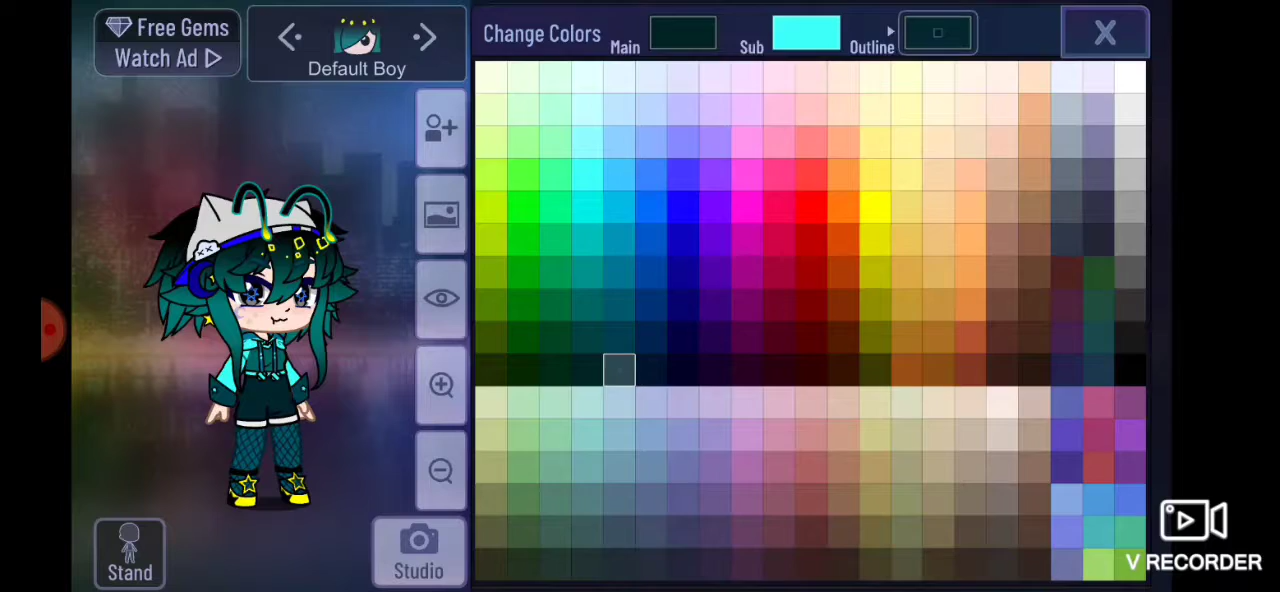 Free Gems
Watch Ad
Default Boy
Change Colors
Main
Sub
Outline
X
Stand
Studio
V RECORDER